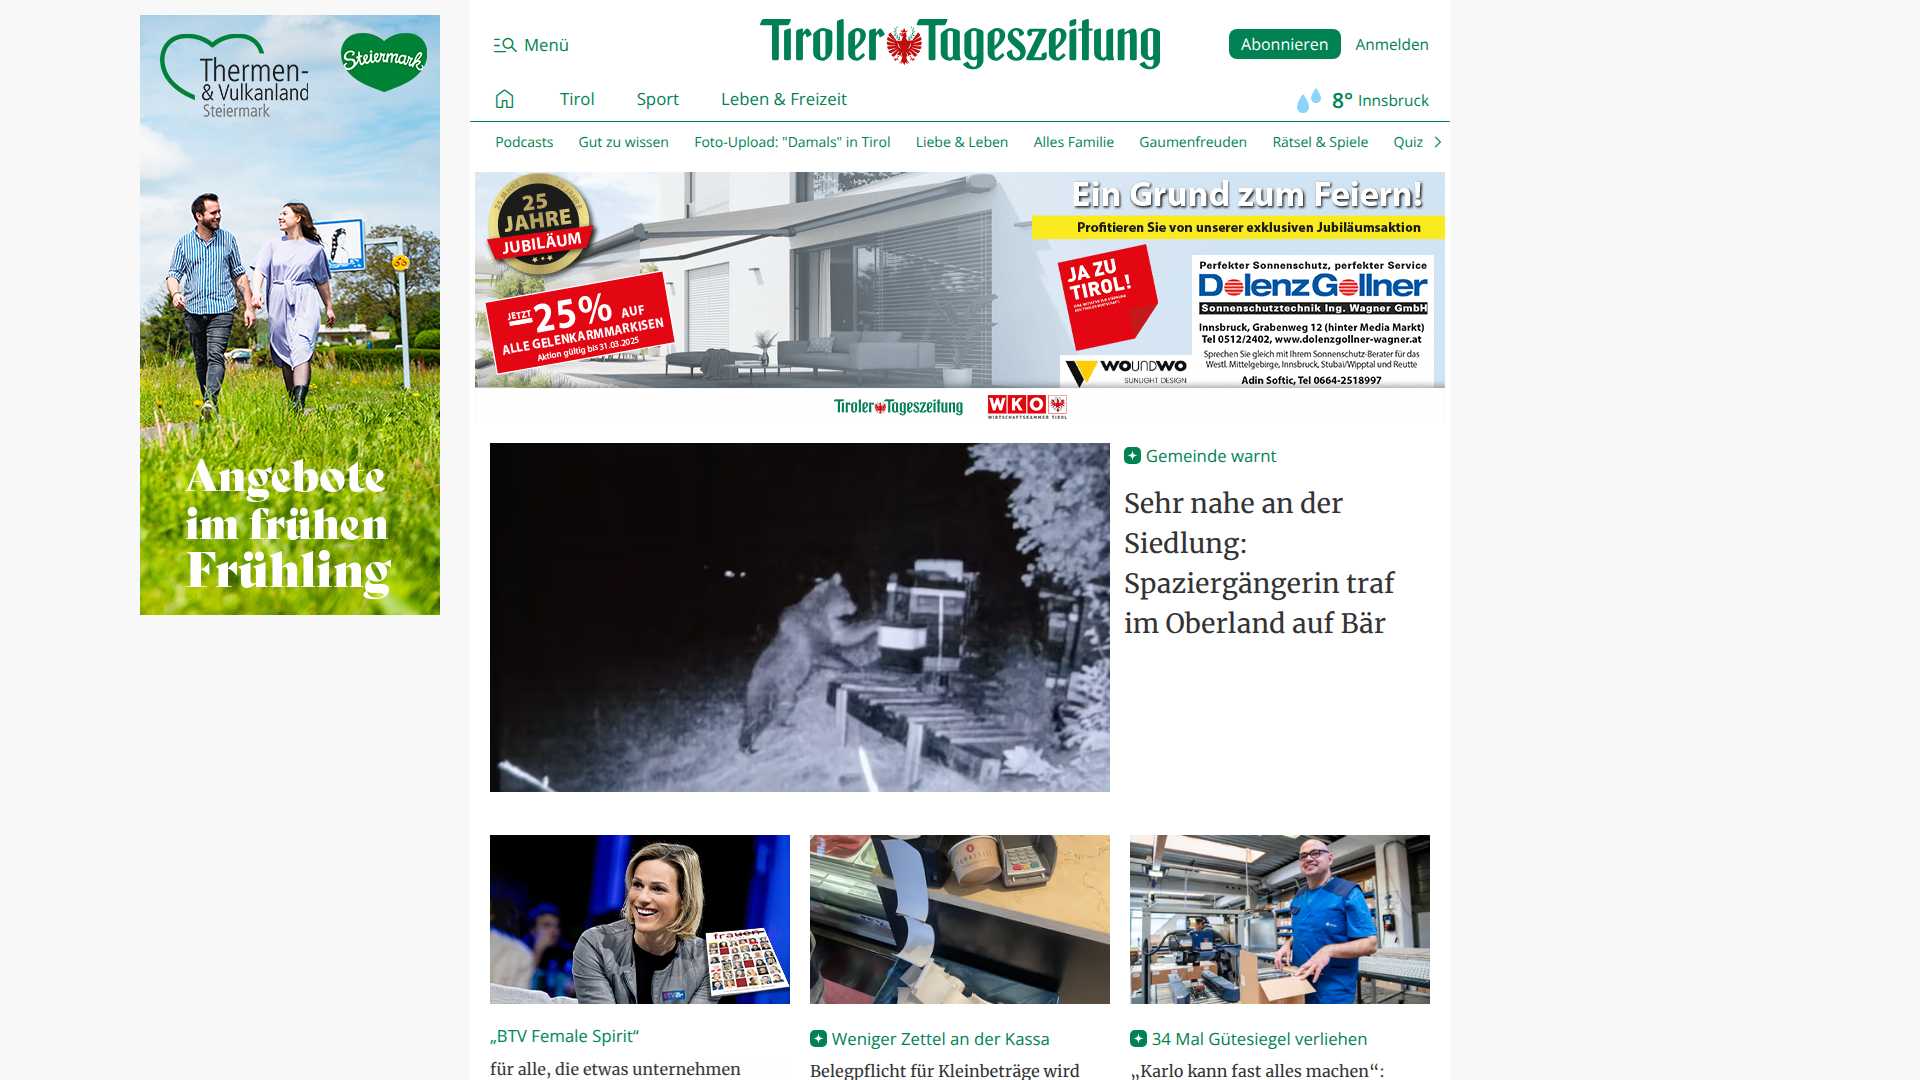 Thermen-
& Vulkanland
Steiermark
Steiermark
Angebote
im frühen
Frühling
Menü
Tiroler Tageszeitung
Abonnieren
Anmelden
Tirol
Sport
Leben & Freizeit
8° Innsbruck
Podcasts
Gut zu wissen
Foto-Upload: "Damals" in Tirol
Liebe & Leben
Alles Familie
Gaumenfreuden
Rätsel & Spiele
Quiz
25
JAHRE
JUBILÄUM
JETZT
–25% AUF
ALLE GELENKARMMARKISEN
Aktion gültig bis 31.03.2025
Ein Grund zum Feiern!
Profitieren Sie von unserer exklusiven Jubiläumsaktion
JA ZU
TIROL!
WOUNDWO
SUNLIGHT DESIGN
Perfekter Sonnenschutz, perfekter Service
Dolenz Gollner
Sonnenschutztechnik Ing. Wagner GmbH
Innsbruck, Grabenweg 12 (hinter Media Markt)
Tel 0512/2402, www.dolenzgollner-wagner.at
Sprechen Sie gleich mit Ihrem Sonnenschutz-Berater für das
Westl. Mittelgebirge, Innsbruck, Stubai/Wipptal und Reutte
Adin Softic, Tel 0664-2518997
Tiroler Tageszeitung
WKO
WIRTSCHAFTSKAMMER TIROL
Gemeinde warnt
Sehr nahe an der
Siedlung:
Spaziergängerin traf
im Oberland auf Bär
frauen
„BTV Female Spirit“
für alle, die etwas unternehmen
Weniger Zettel an der Kassa
Belegpflicht für Kleinbeträge wird
34 Mal Gütesiegel verliehen
„Karlo kann fast alles machen“: